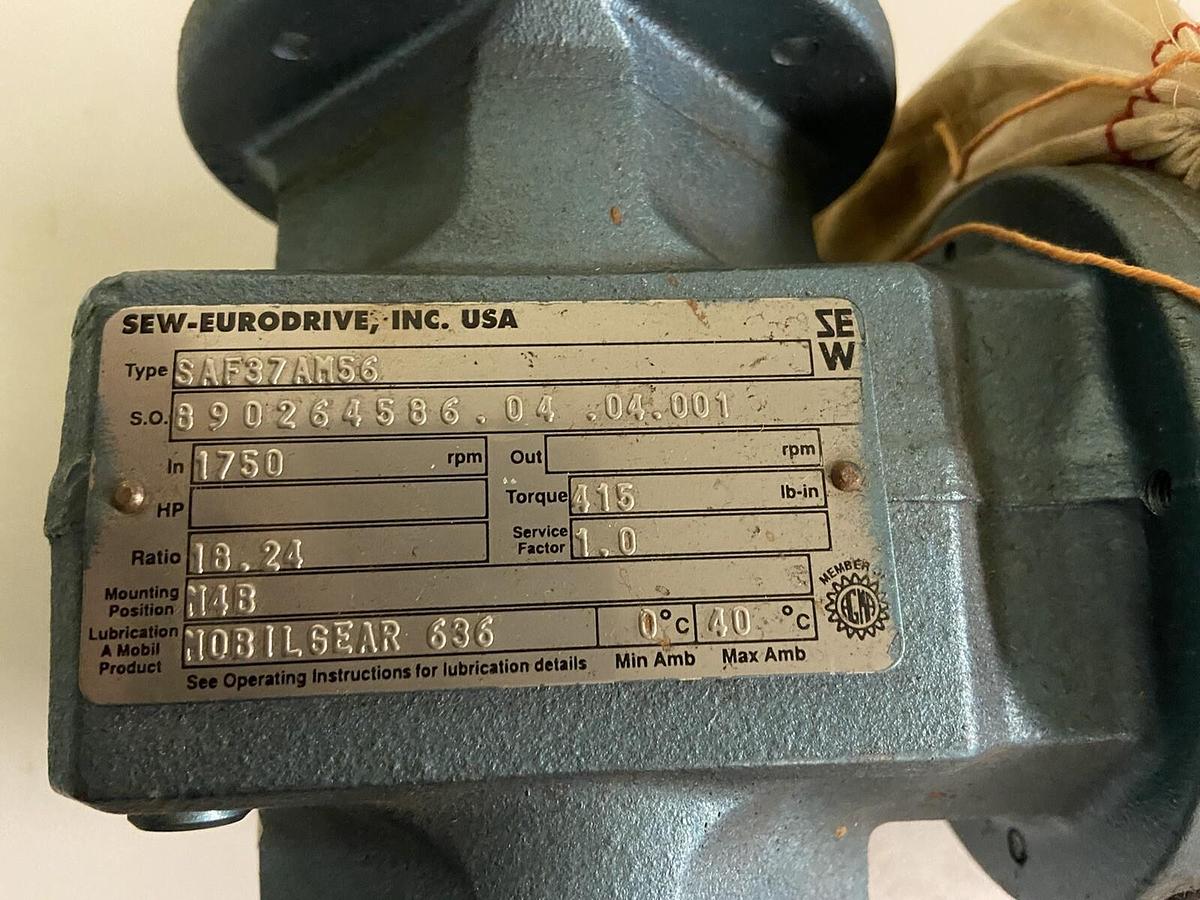 SEW-EURODRIVE, INC. USA
SE
W
Type SAF37AM56
S.O. 890264586.04 .04.001
In 1750 rpm Out rpm
HP Torque 415 lb-in
Ratio 18.24 Service Factor 1.0
Mounting Position M4B
Lubrication A Mobil Product MOBILGEAR 636 0°C 40 °C
Min Amb Max Amb
See Operating Instructions for lubrication details
MEMBER
AGMA